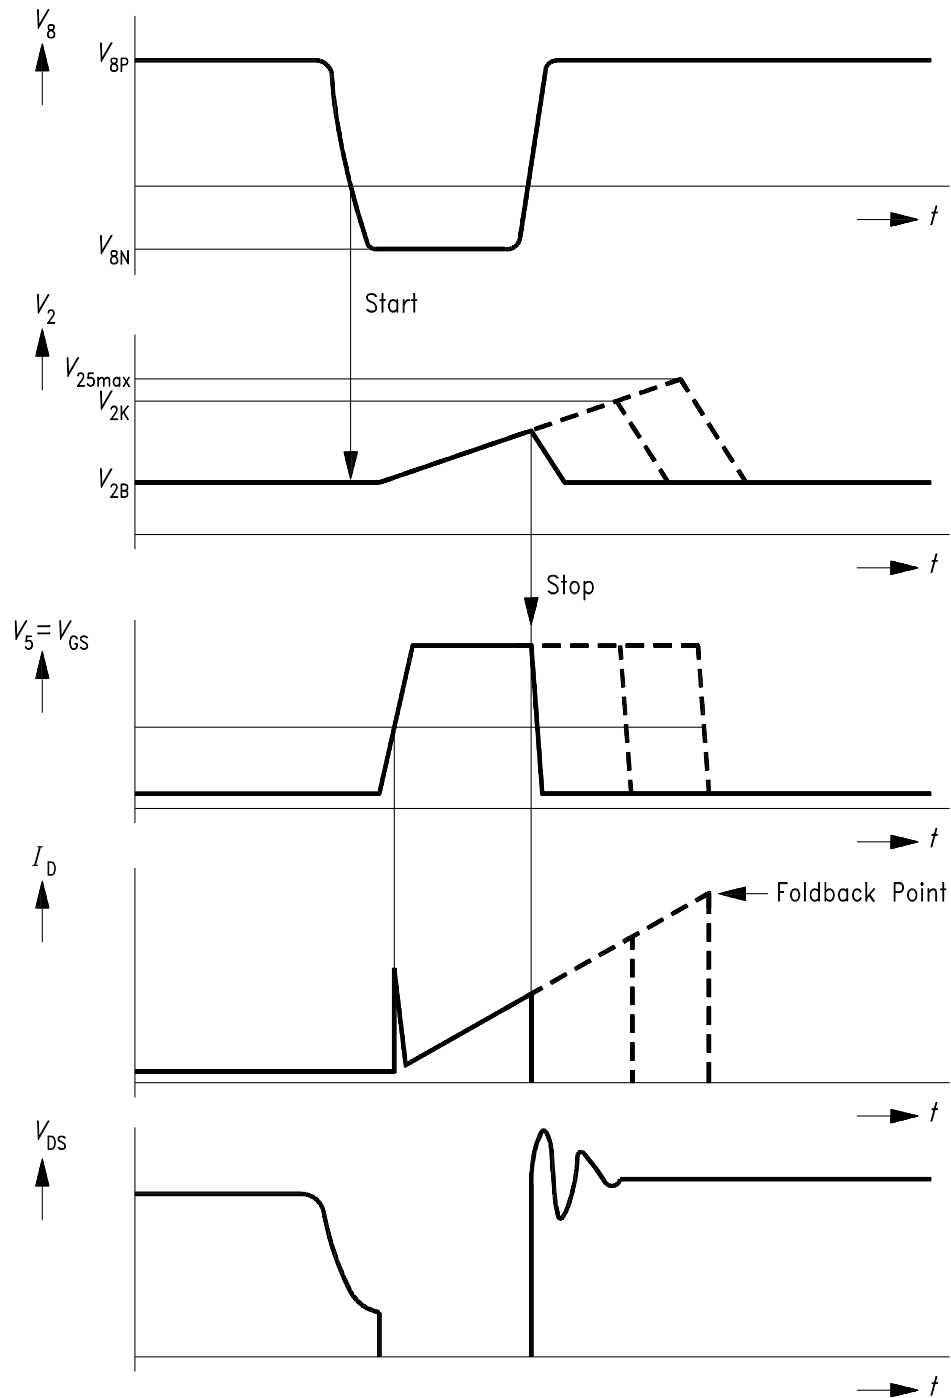 V8
V8P
t
V8N
Start
V2
V25max
V2K
V2B
t
Stop
V5=VGS
t
ID
Foldback Point
t
VDS
t